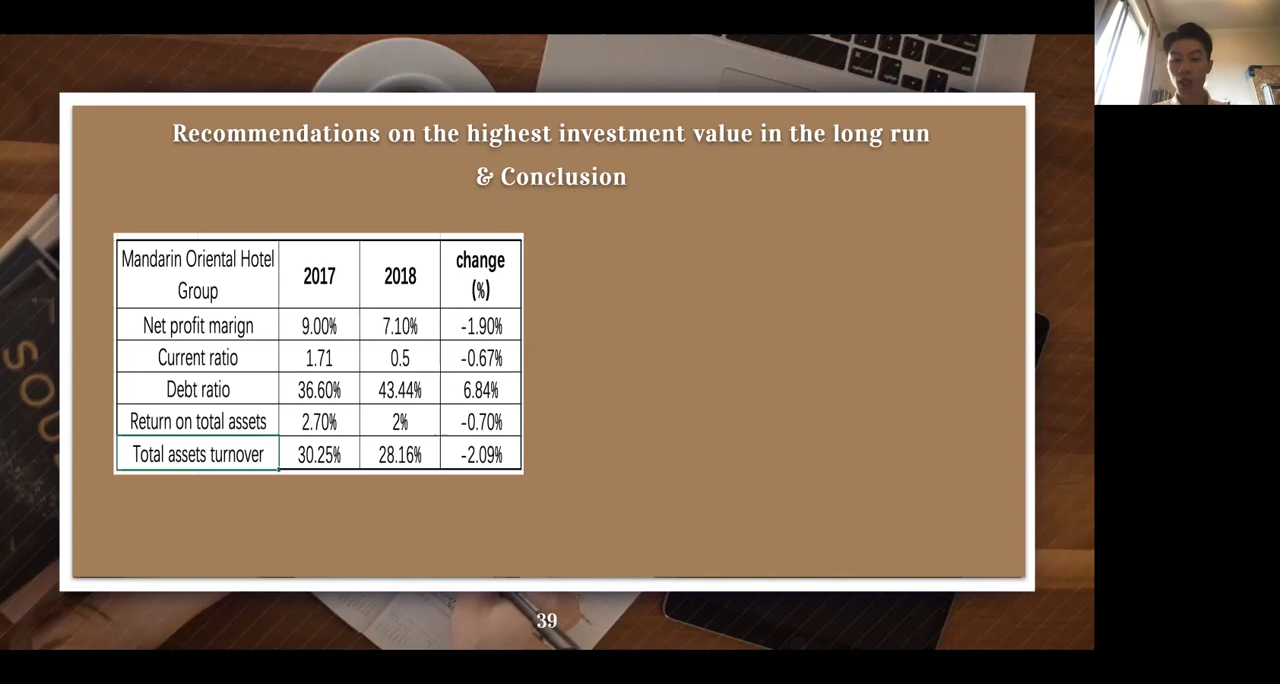 Recommendations on the highest investment value in the long run
& Conclusion
Mandarin Oriental Hotel
Group
2017
2018
change
(%)
Net profit marign 9.00% 7.10% -1.90%
Current ratio 1.71 0.5 -0.67%
Debt ratio 36.60% 43.44% 6.84%
Return on total assets 2.70% 2% -0.70%
Total assets turnover 30.25% 28.16% -2.09%
SOU
39